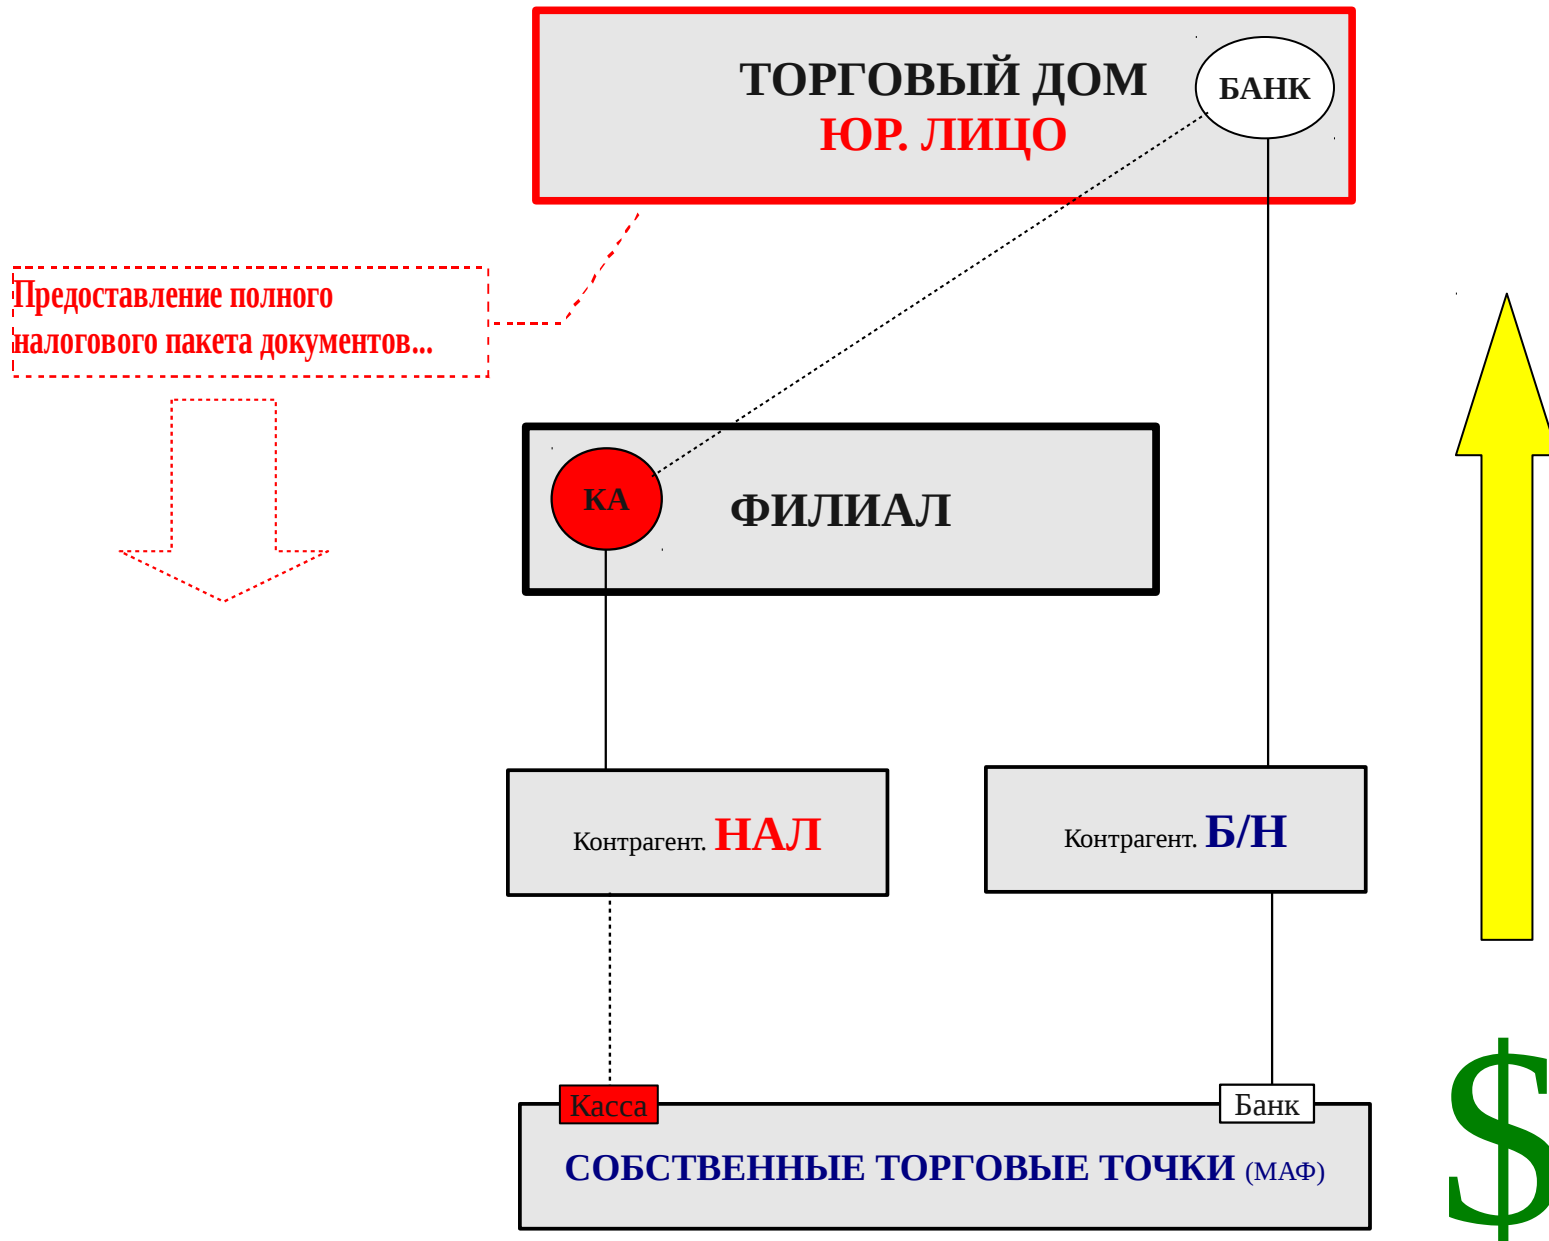 ТОРГОВЫЙ ДОМ
ЮР. ЛИЦО
БАНК
Предоставление полного
налогового пакета документов...
КА
ФИЛИАЛ
Контрагент. НАЛ
Контрагент. Б/Н
Касса
Банк
СОБСТВЕННЫЕ ТОРГОВЫЕ ТОЧКИ (МАФ)
$